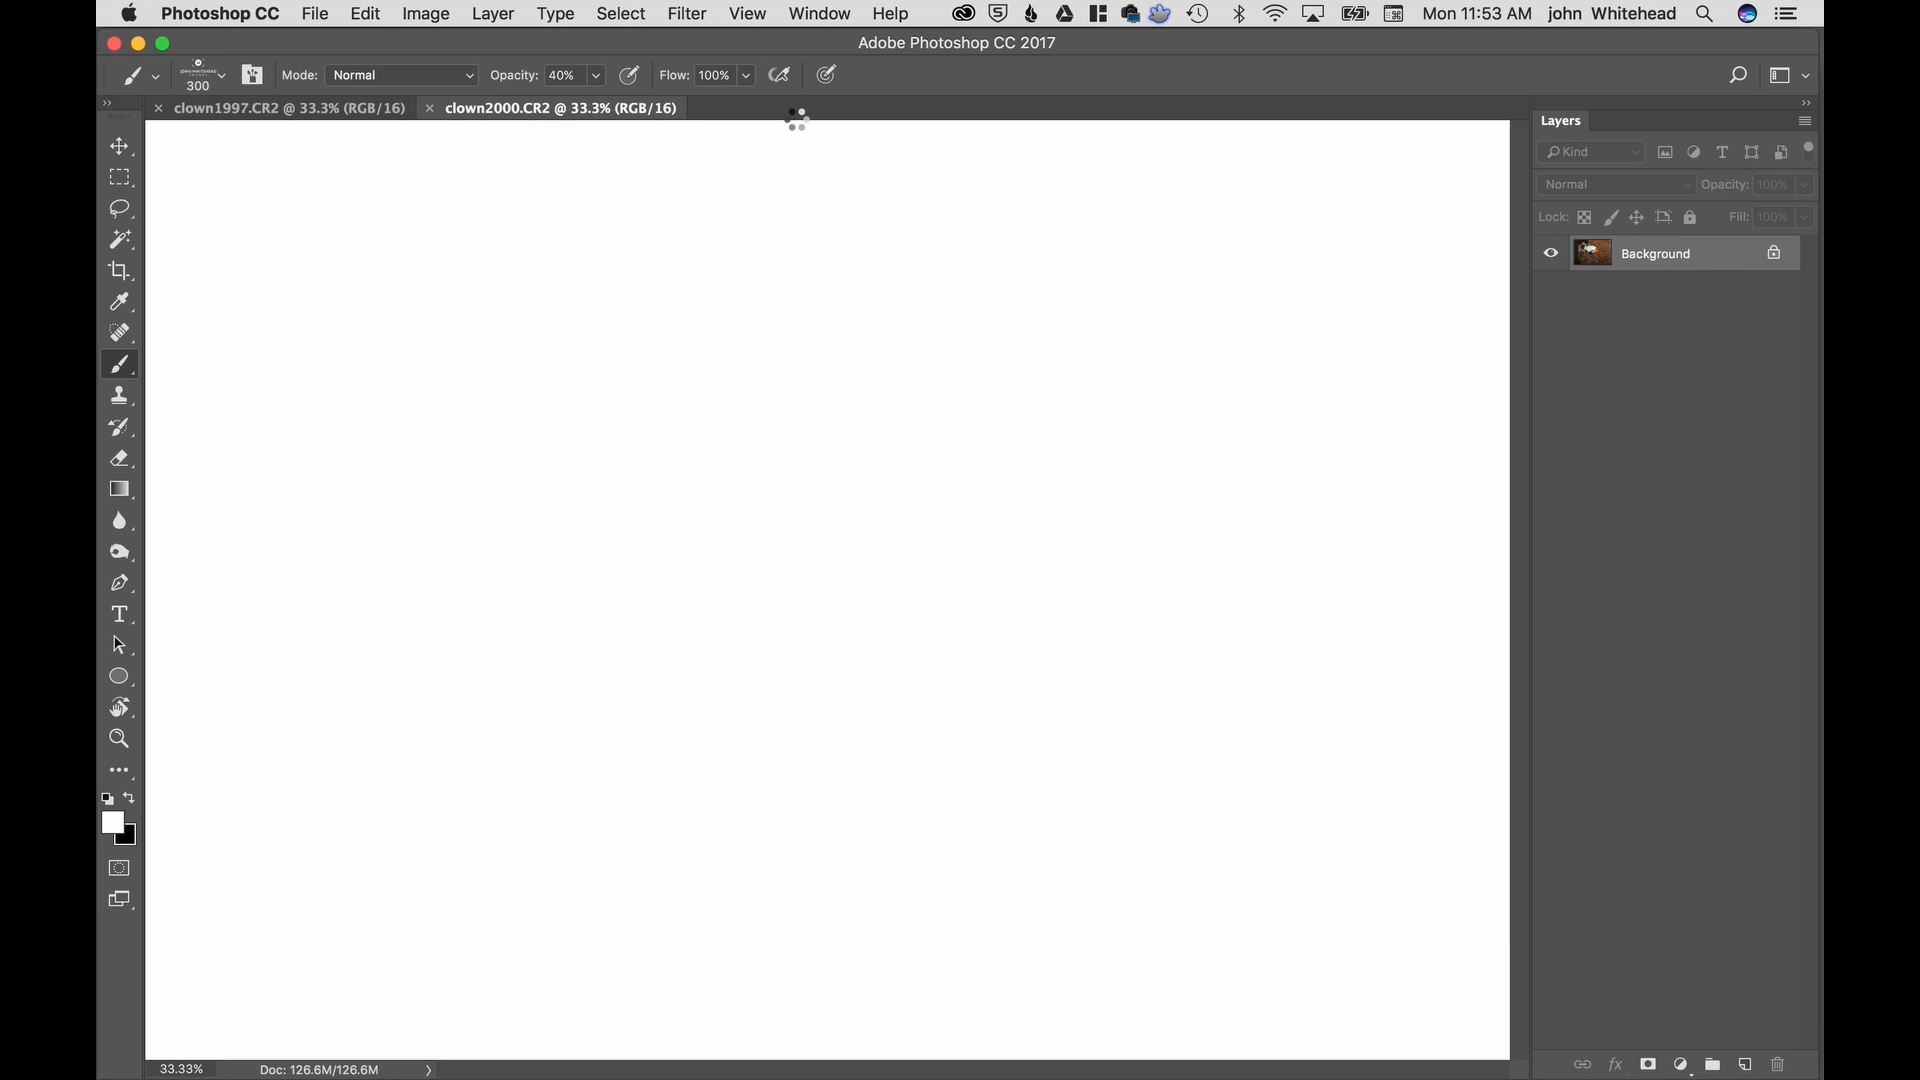 Photoshop CC File Edit Image Layer Type Select Filter View Window Help Mon 11:53 AM john Whitehead
Adobe Photoshop CC 2017
300 Mode: Normal Opacity: 40% Flow: 100%
clown1997.CR2 @ 33.3% (RGB/16) clown2000.CR2 @ 33.3% (RGB/16)
Layers
Kind
Normal Opacity: 100%
Lock: Fill: 100%
Background
33.33% Doc: 126.6M/126.6M